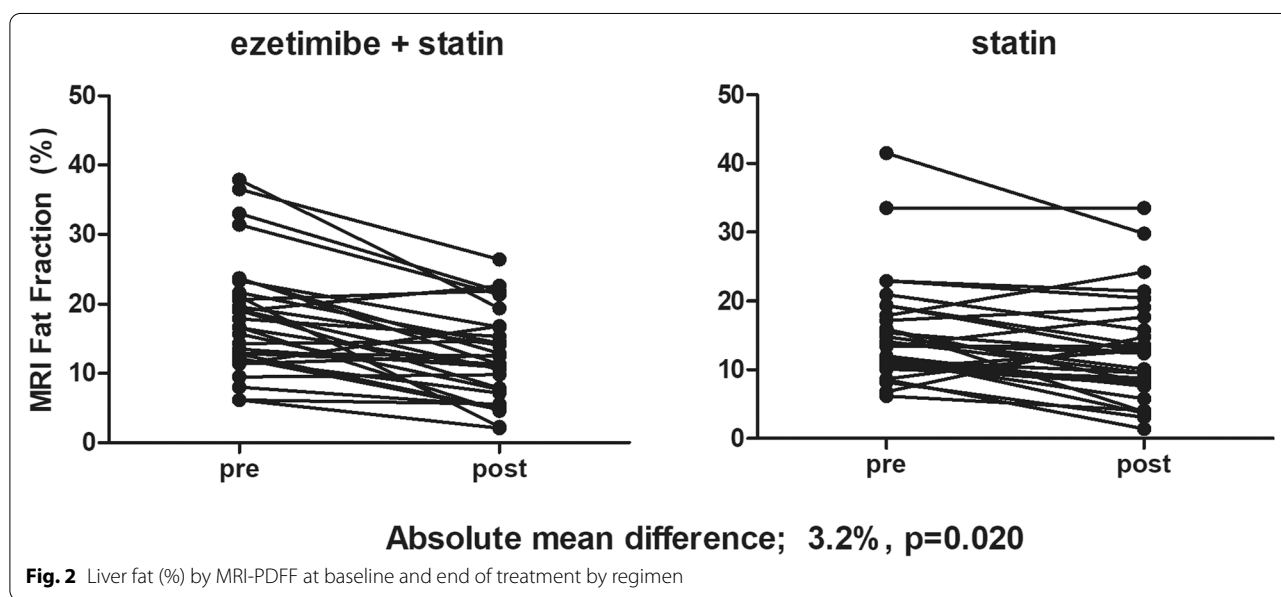 ezetimibe + statin
statin
MRI Fat Fraction (%)
50
40
30
20
10
0
pre
post
50
40
30
20
10
0
pre
post
Absolute mean difference; 3.2%, p=0.020
Fig. 2 Liver fat (%) by MRI-PDFF at baseline and end of treatment by regimen